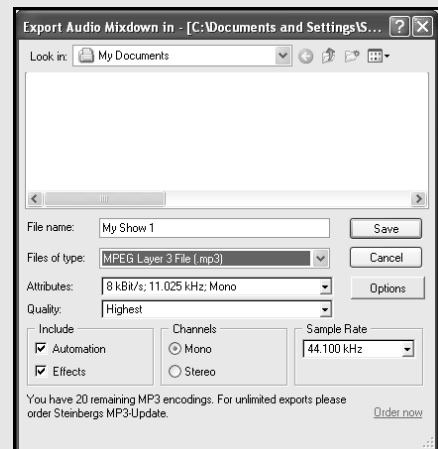 Export Audio Mixdown in - [C:\Documents and Settings\S...
Look in: My Documents
File name: My Show 1 Save
Files of type: MPEG Layer 3 File (.mp3) Cancel
Attributes: 8 kBit/s; 11.025 kHz; Mono Options
Quality: Highest
Include Channels Sample Rate
Automation Mono 44.100 kHz
Effects Stereo
You have 20 remaining MP3 encodings. For unlimited exports please
order Steinbergs MP3-Update. Order now